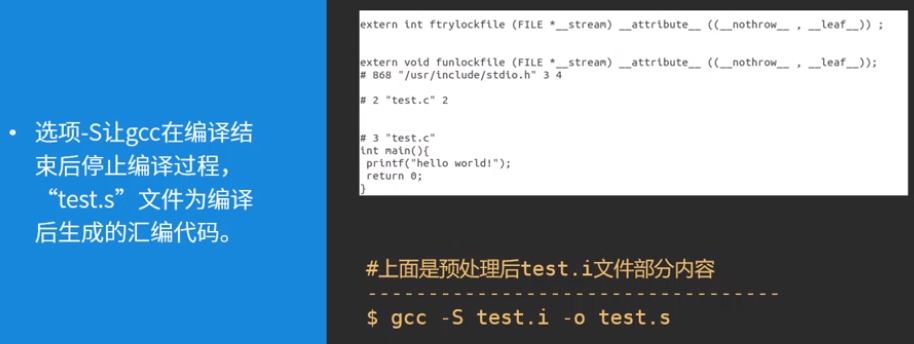 • 选项-S让gcc在编译结
束后停止编译过程，
“test.s”文件为编译
后生成的汇编代码。
extern int ftrylockfile (FILE *__stream) __attribute__ ((__nothrow__ , __leaf__)) ;
extern void funlockfile (FILE *__stream) __attribute__ ((__nothrow__ , __leaf__));
# 868 "/usr/include/stdio.h" 3 4
# 2 "test.c" 2
# 3 "test.c"
int main(){
printf("hello world!");
return 0;
}
#上面是预处理后test.i文件部分内容
----------------------------------
$ gcc -S test.i -o test.s